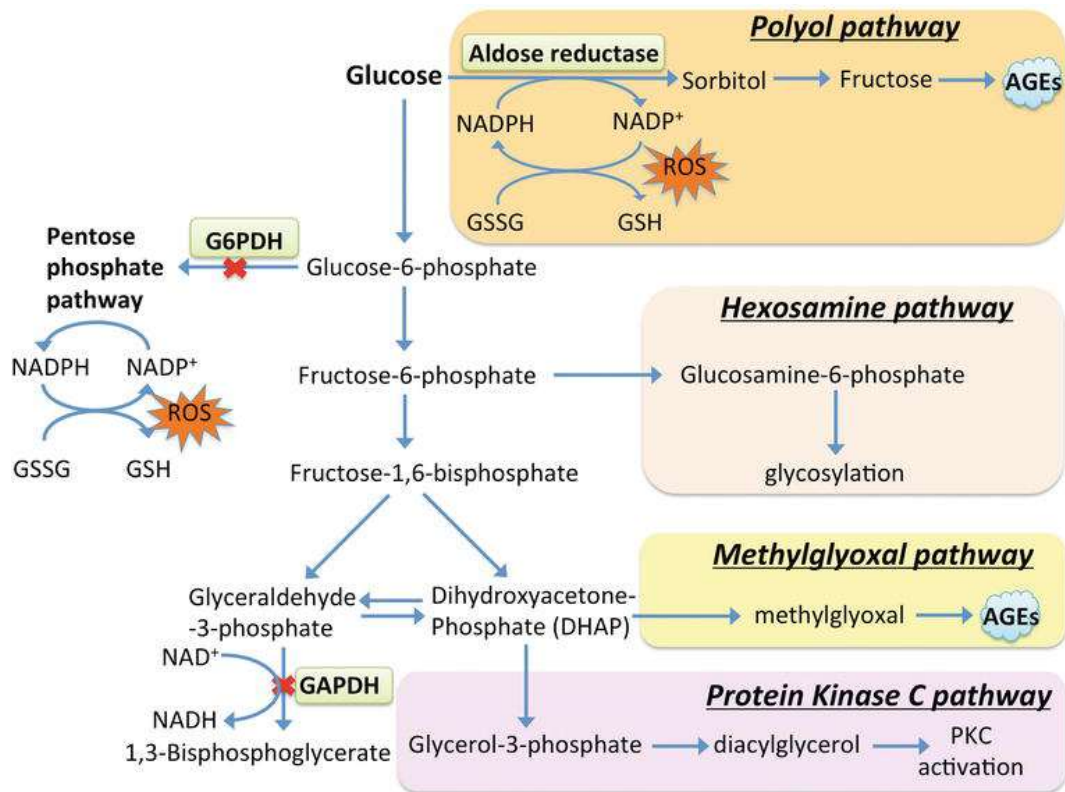 Polyol pathway
Aldose reductase
Glucose
Sorbitol
Fructose
AGEs
NADPH
NADP⁺
ROS
GSSG
GSH
Pentose
phosphate
pathway
G6PDH
Glucose-6-phosphate
Hexosamine pathway
NADPH
NADP⁺
ROS
GSSG
GSH
Fructose-6-phosphate
Glucosamine-6-phosphate
glycosylation
Fructose-1,6-bisphosphate
Methylglyoxal pathway
Glyceraldehyde
-3-phosphate
Dihydroxyacetone-
Phosphate (DHAP)
methylglyoxal
AGEs
NAD⁺
GAPDH
NADH
1,3-Bisphosphoglycerate
Protein Kinase C pathway
Glycerol-3-phosphate
diacylglycerol
PKC
activation